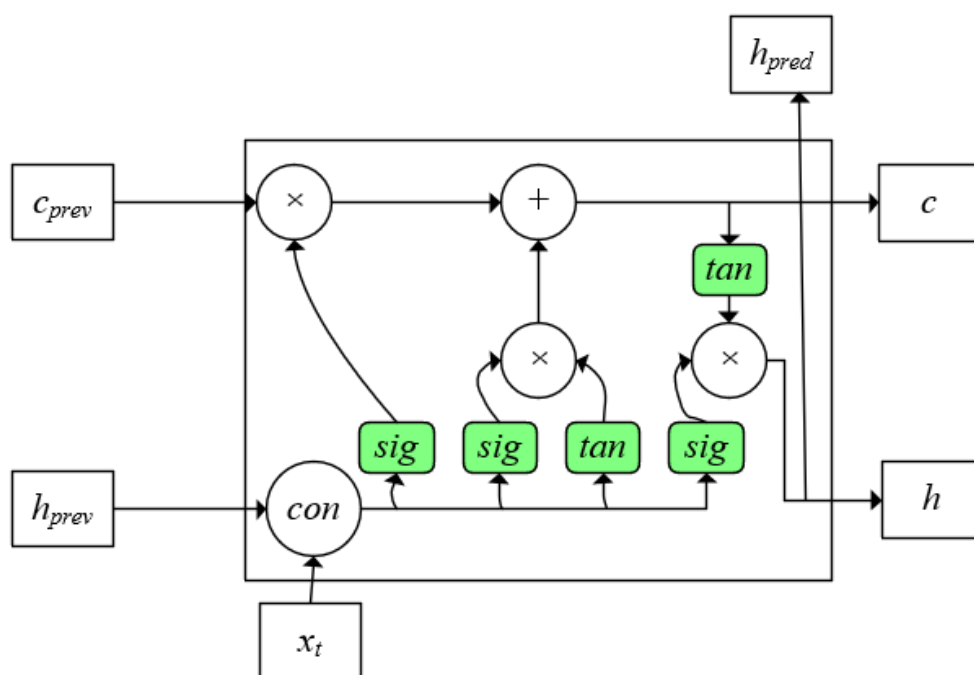 h_pred
c_prev
×
+
c
tan
×
×
sig
sig
tan
sig
h_prev
con
h
x_t